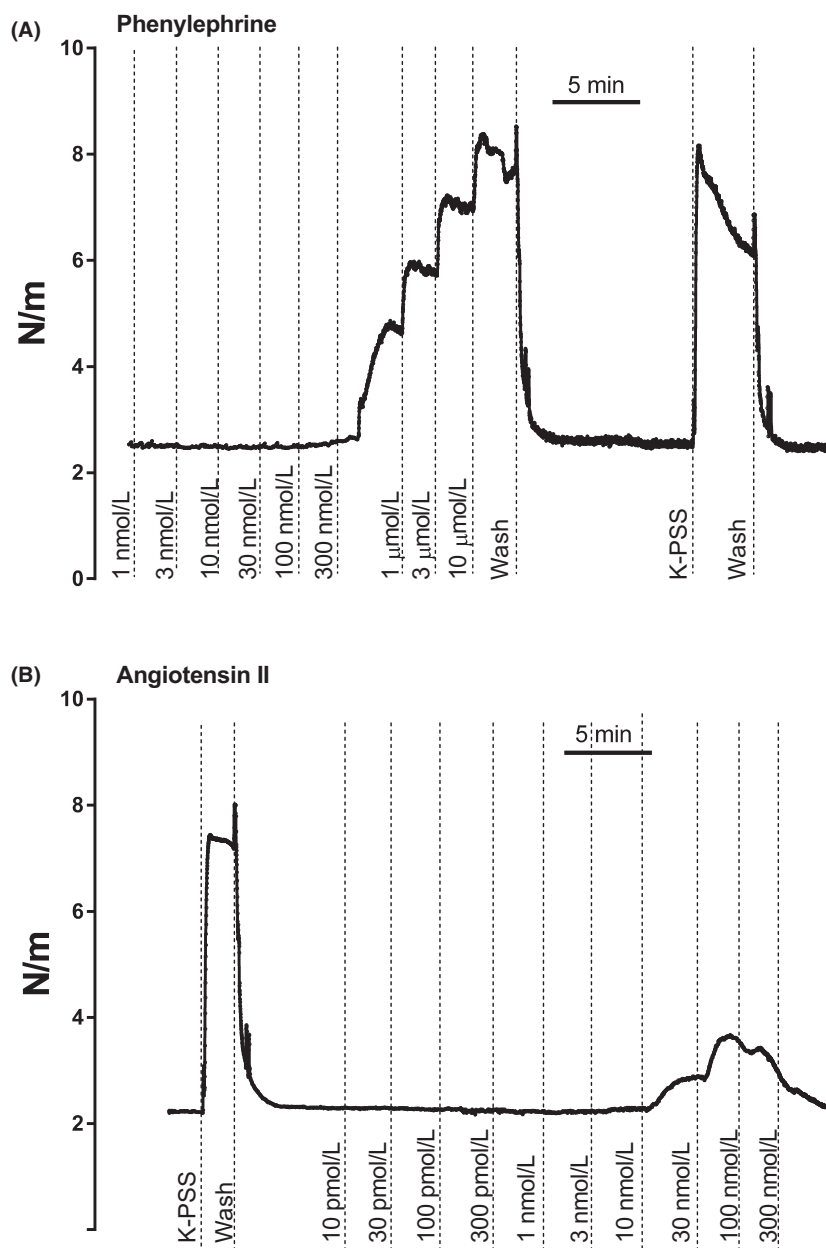 (A)
Phenylephrine
10
8
6
4
2
0
N/m
5 min
1 nmol/L
3 nmol/L
10 nmol/L
30 nmol/L
100 nmol/L
300 nmol/L
1 μmol/L
3 μmol/L
10 μmol/L
Wash
K-PSS
Wash
(B)
Angiotensin II
10
8
6
4
2
N/m
5 min
K-PSS
Wash
10 pmol/L
30 pmol/L
100 pmol/L
300 pmol/L
1 nmol/L
3 nmol/L
10 nmol/L
30 nmol/L
100 nmol/L
300 nmol/L